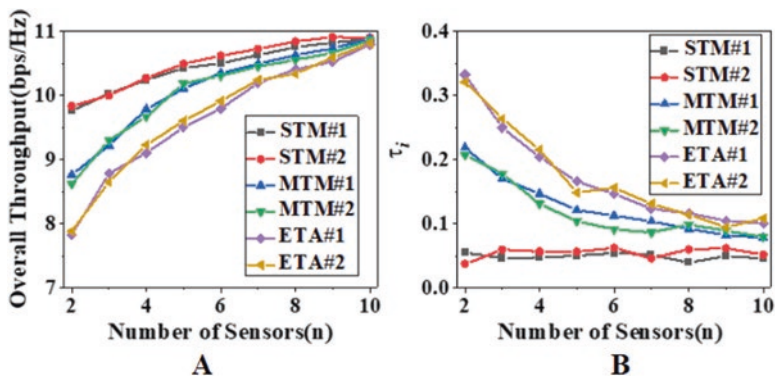 Overall Throughput(bps/Hz)
11
10
9
8
7
STM#1
STM#2
MTM#1
MTM#2
ETA#1
ETA#2
2 4 6 8 10
Number of Sensors(n)
A
τi
0.4
0.3
0.2
0.1
0.0
STM#1
STM#2
MTM#1
MTM#2
ETA#1
ETA#2
2 4 6 8 10
Number of Sensors(n)
B